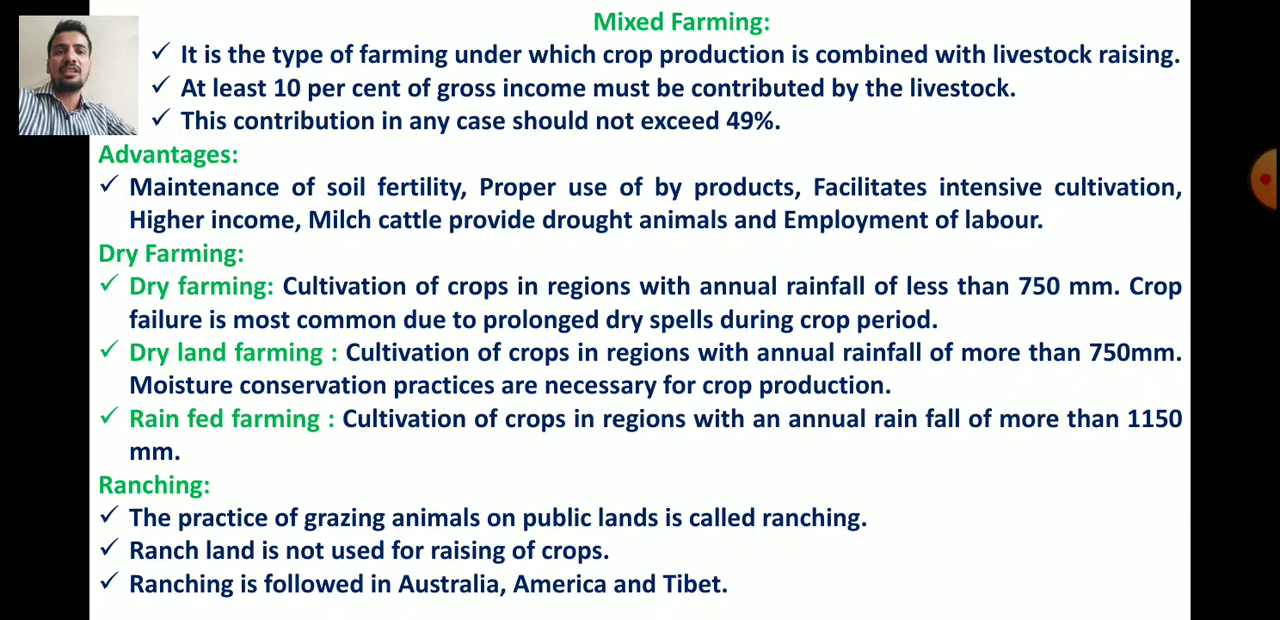 Mixed Farming:
✓ It is the type of farming under which crop production is combined with livestock raising.
✓ At least 10 per cent of gross income must be contributed by the livestock.
✓ This contribution in any case should not exceed 49%.
Advantages:
✓ Maintenance of soil fertility, Proper use of by products, Facilitates intensive cultivation,
Higher income, Milch cattle provide drought animals and Employment of labour.
Dry Farming:
✓ Dry farming: Cultivation of crops in regions with annual rainfall of less than 750 mm. Crop
failure is most common due to prolonged dry spells during crop period.
✓ Dry land farming : Cultivation of crops in regions with annual rainfall of more than 750mm.
Moisture conservation practices are necessary for crop production.
✓ Rain fed farming : Cultivation of crops in regions with an annual rain fall of more than 1150
mm.
Ranching:
✓ The practice of grazing animals on public lands is called ranching.
✓ Ranch land is not used for raising of crops.
✓ Ranching is followed in Australia, America and Tibet.